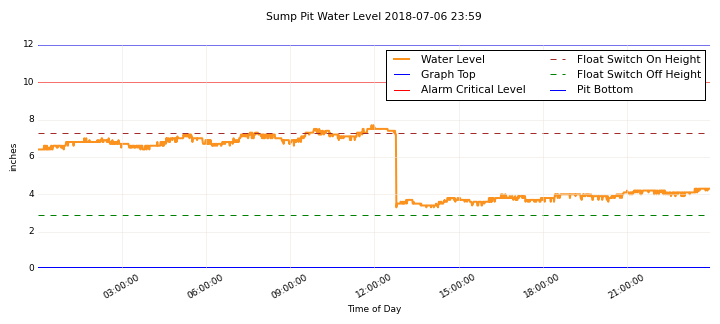 Sump Pit Water Level 2018-07-06 23:59
12
10
8
6
4
2
0
inches
Water Level
Graph Top
Alarm Critical Level
Float Switch On Height
Float Switch Off Height
Pit Bottom
03:00:00
06:00:00
09:00:00
12:00:00
15:00:00
18:00:00
21:00:00
Time of Day